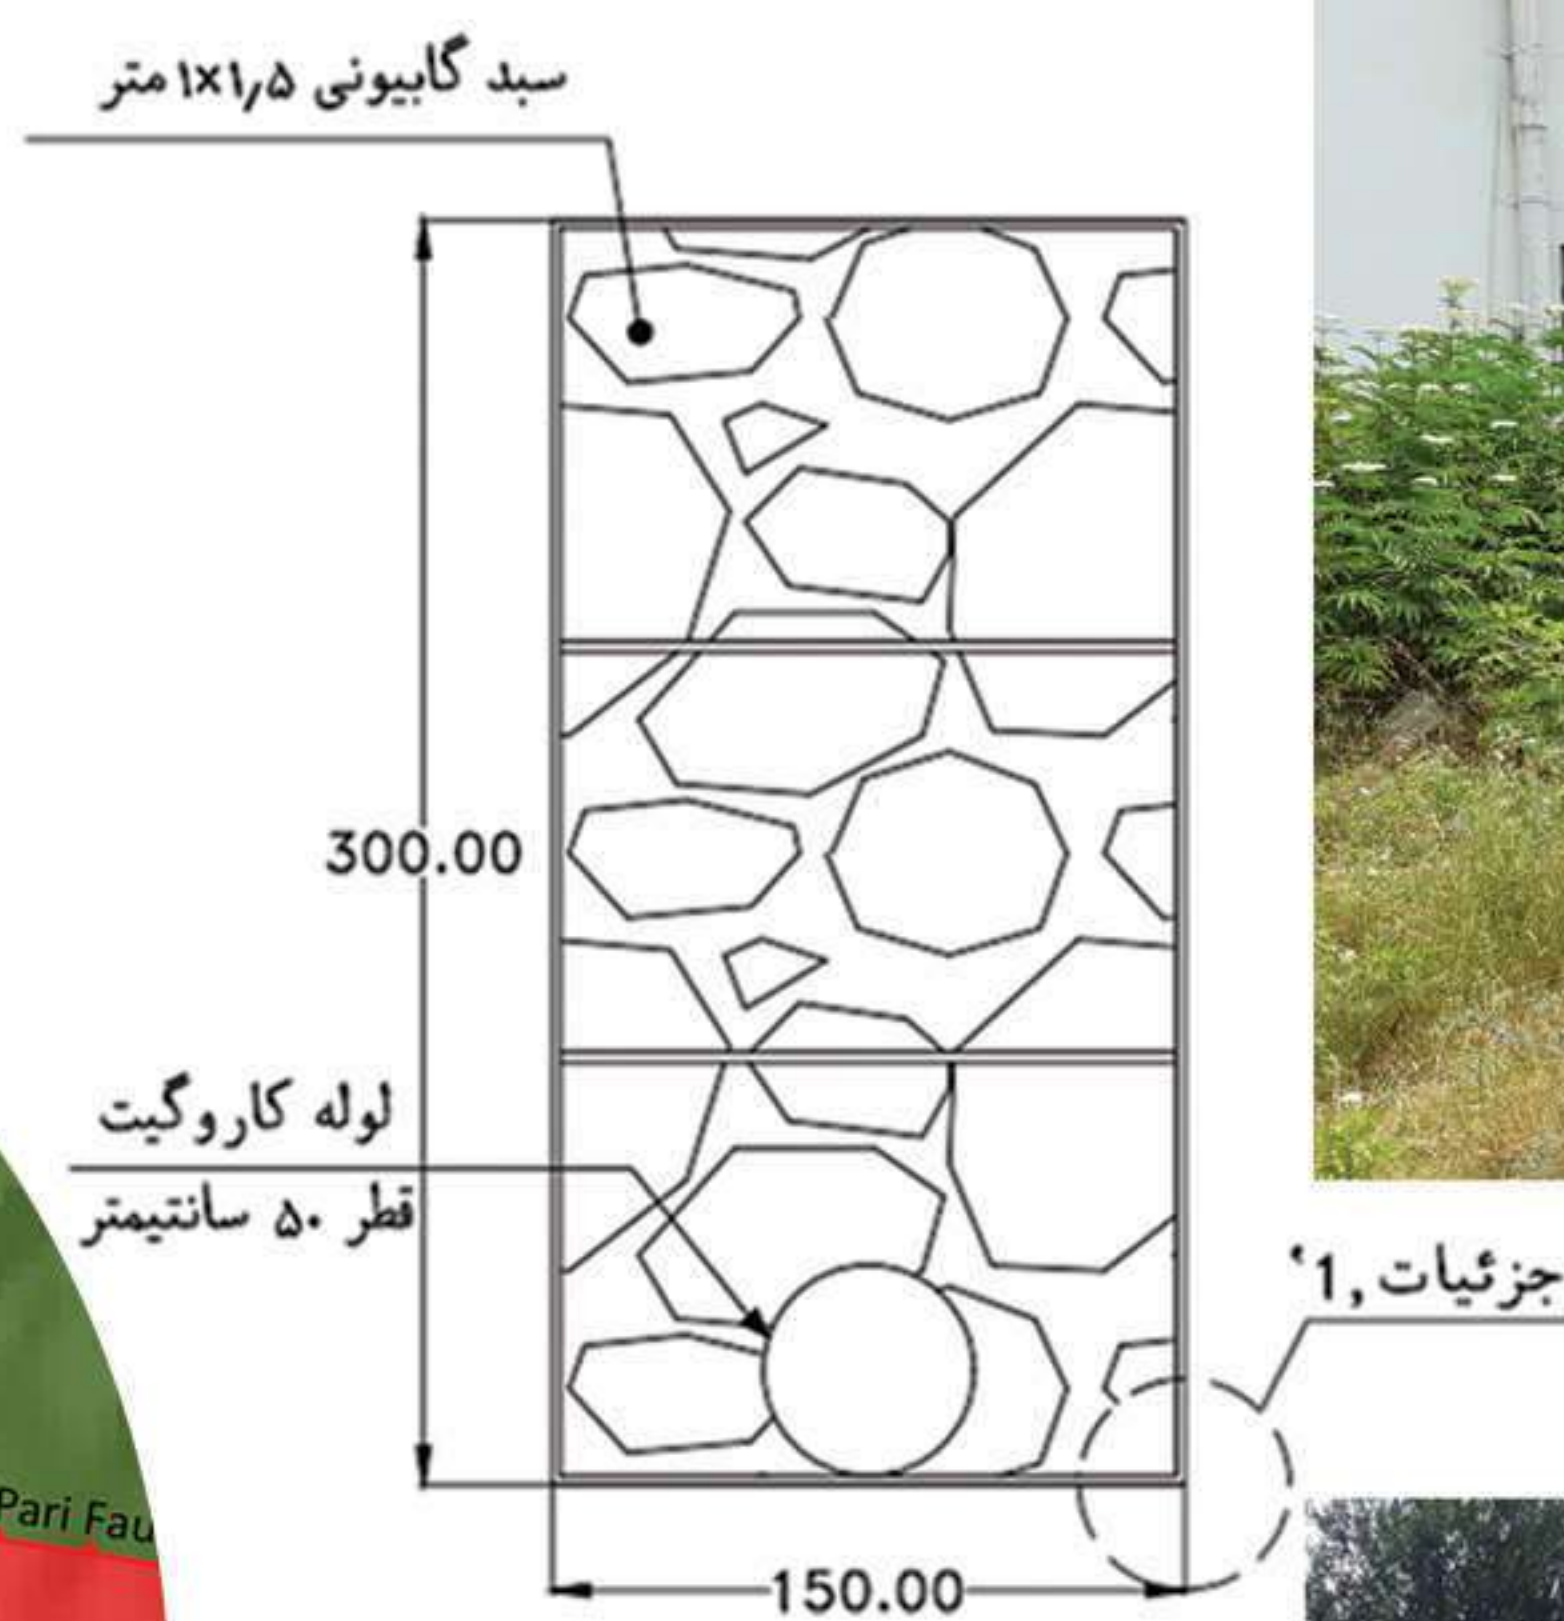 سبد گابیونی ۱×۱٫۵ متر
300.00
لوله کاروگیت
قطر ۵۰ سانتیمتر
جزئیات 1,
Pari Fau
150.00